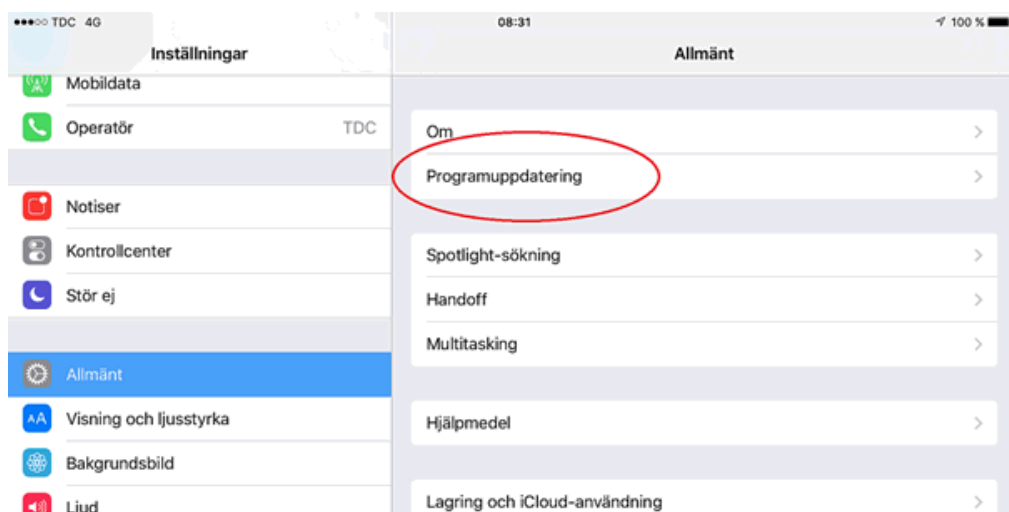 TDC 4G 08:31 100 %
Inställningar
Mobildata
Operatör TDC
Notiser
Kontrollcenter
Stör ej
Allmänt
AA Visning och ljusstyrka
Bakgrundsbild
Ljud
Allmänt
Om
Programuppdatering
Spotlight-sökning
Handoff
Multitasking
Hjälpmedel
Lagring och iCloud-användning